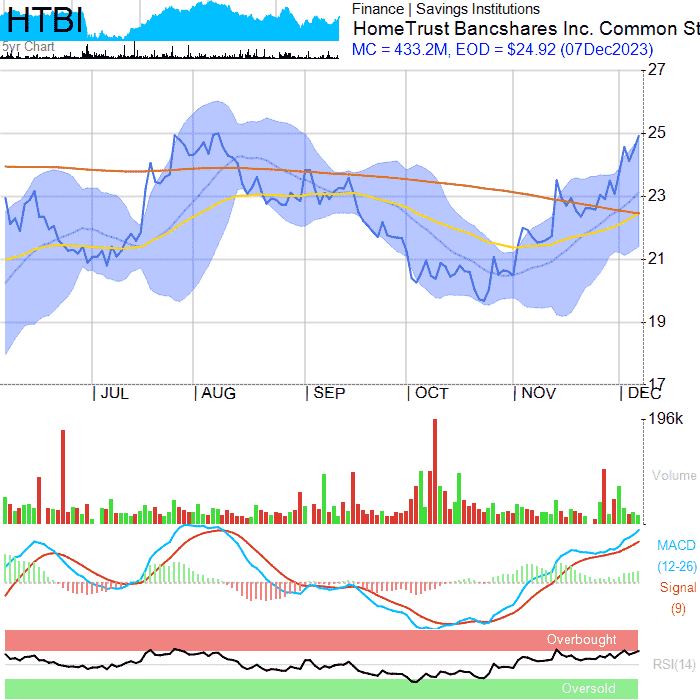 HTBI
5yr Chart
Finance | Savings Institutions
HomeTrust Bancshares Inc. Common St
MC = 433.2M, EOD = $24.92 (07Dec2023)
27
25
23
21
19
17
| JUL | AUG | SEP | OCT | NOV | DEC
196k
Volume
MACD
(12-26)
Signal
(9)
Overbought
RSI(14)
Oversold